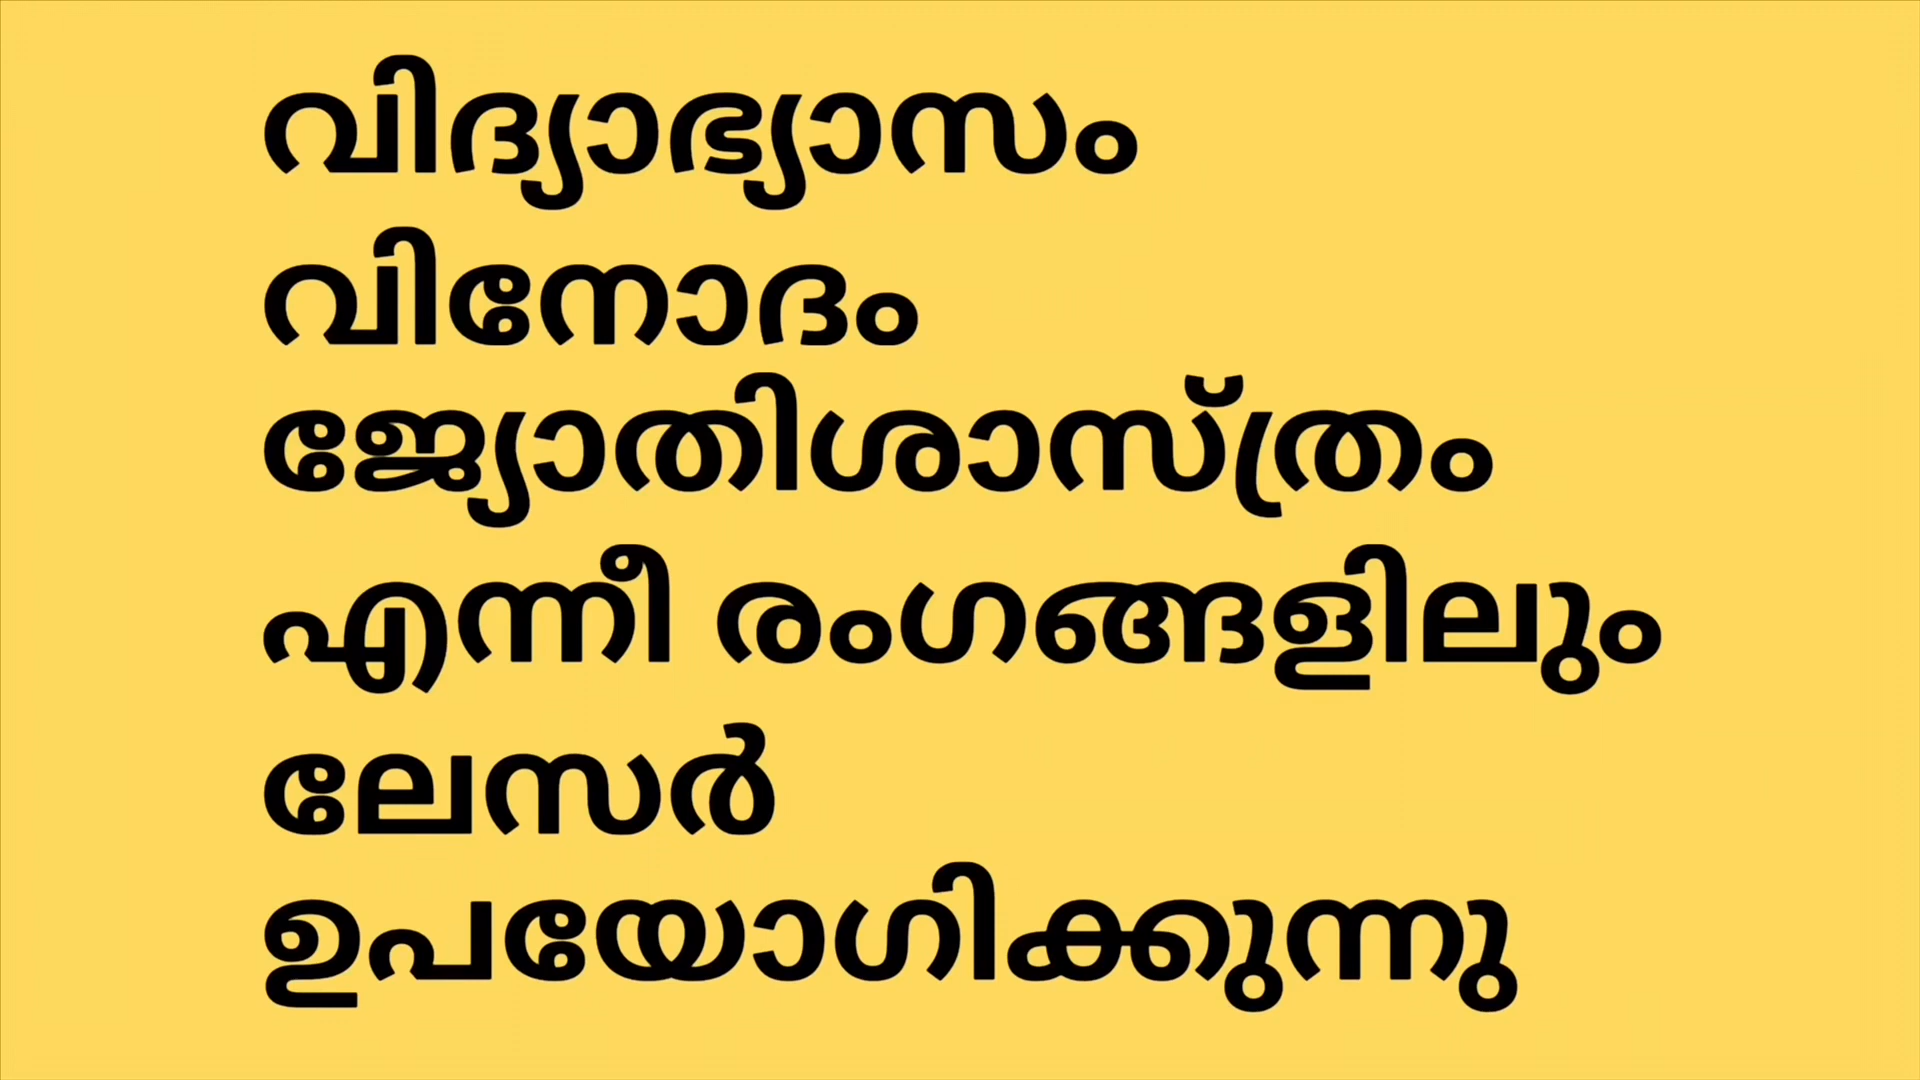 വിദ്യാഭ്യാസം
വിനോദം
ജ്യോതിശാസ്ത്രം
എന്നീ രംഗങ്ങളിലും
ലേസർ
ഉപയോഗിക്കുന്നു